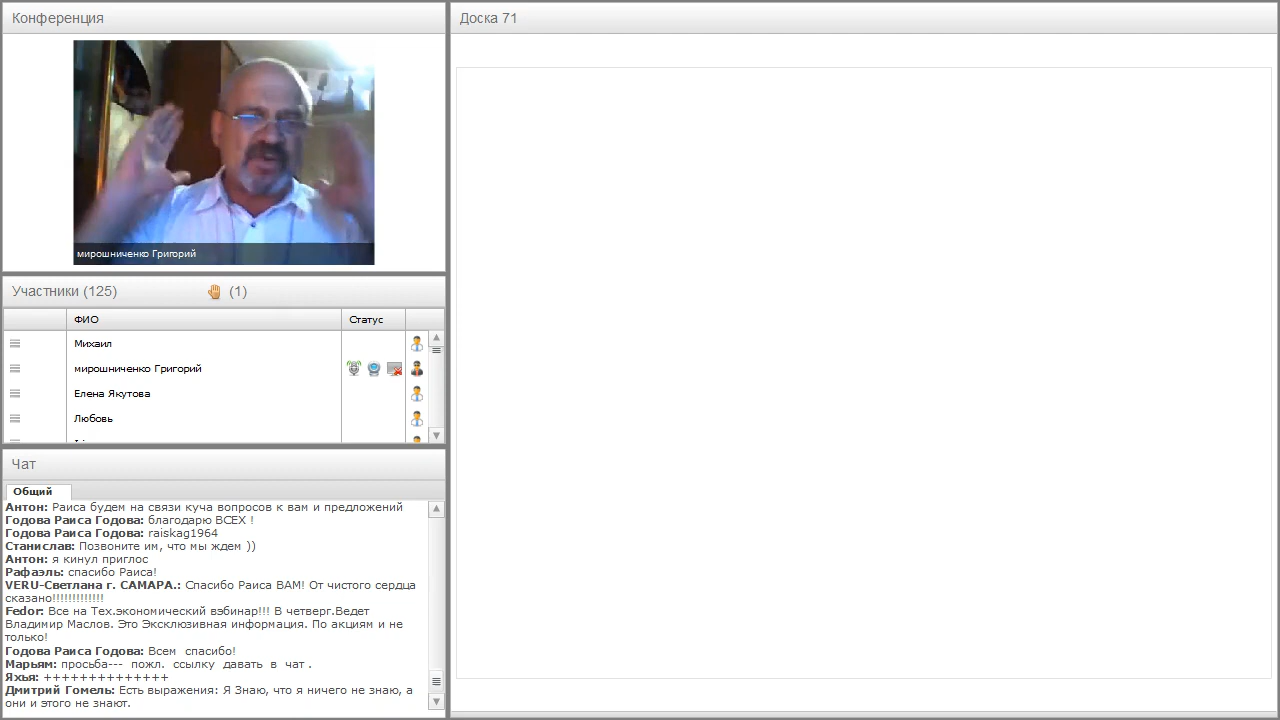 Конференция
мирошниченко Григорий
Участники (125) (1)
ФИО Статус
Михаил
мирошниченко Григорий
Елена Якутова
Любовь
Чат
Общий
Антон: Раиса будем на связи куча вопросов к вам и предложений
Годова Раиса Годова: благодарю ВСЕХ !
Годова Раиса Годова: raiskag1964
Станислав: Позвоните им, что мы ждем ))
Антон: я кинул приглос
Рафаэль: спасибо Раиса!
VERU-Светлана г. САМАРА.: Спасибо Раиса ВАМ! От чистого сердца
сказано!!!!!!!!!!!!!
Fedor: Все на Тех.экономический вэбинар!!! В четверг.Ведет
Владимир Маслов. Это Эксклюзивная информация. По акциям и не
только!
Годова Раиса Годова: Всем спасибо!
Марьям: просьба--- пожл. ссылку давать в чат .
Яхья: ++++++++++++++
Дмитрий Гомель: Есть выражения: Я Знаю, что я ничего не знаю, а
они и этого не знают.
Доска 71